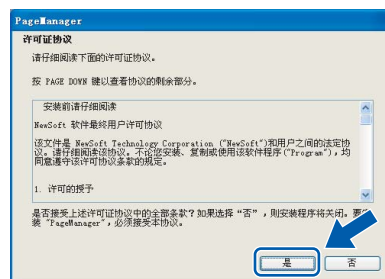 PageManager
许可证协议
请仔细阅读下面的许可证协议。
按 PAGE DOWN 键以查看协议的剩余部分。
安装前请仔细阅读
NewSoft 软件最终用户许可协议
该文件是 NewSoft Technology Corporation ("NewSoft")和用户之间的法定协
议。请仔细阅读该协议。不论您安装、复制或使用该软件程序("Program")，均
同意遵守该许可协议条款的规定。
1. 许可的授予
是否接受上述许可证协议中的全部条款？如果选择“否”，则安装程序将关闭。要
装 "PageManager"，必须接受本协议。
是
否